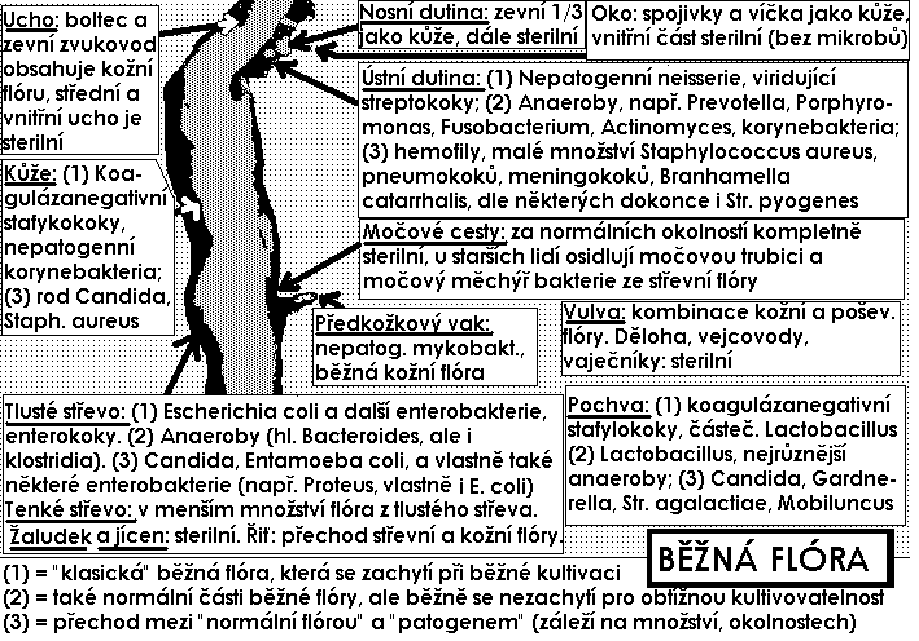 Ucho: boltec a
zevní zvukovod
obsahuje kožní
flóru, střední a
vnitřní ucho je
sterilní
Nosní dutina: zevní 1/3
jako kůže, dále sterilní
Oko: spojivky a víčka jako kůže,
vnitřní část sterilní (bez mikrobů)
Ústní dutina: (1) Nepatogenní neisserie, viridující
streptokoky; (2) Anaeroby, např. Prevotella, Porphyro-
monas, Fusobacterium, Actinomyces, korynebakteria;
(3) hemofily, malé množství Staphylococcus aureus,
pneumokoků, meningokoků, Branhamella
catarrhalis, dle některých dokonce i Str. pyogenes
Kůže: (1) Koa-
gulázanegativní
stafykokoky,
nepatogenní
korynebakteria;
(3) rod Candida,
Staph. aureus
Močové cesty: za normálních okolností kompletně
sterilní, u starších lidí osidlují močovou trubici a
močový měchýř bakterie ze střevní flóry
Předkožkový vak:
nepatog. mykobakt.,
běžná kožní flóra
Vulva: kombinace kožní a pošev.
flóry. Děloha, vejcovody,
vaječníky: sterilní
Tlusté střevo: (1) Escherichia coli a další enterobakterie,
enterokoky. (2) Anaeroby (hl. Bacteroides, ale i
klostridia). (3) Candida, Entamoeba coli, a vlastně také
některé enterobakterie (např. Proteus, vlastně i E. coli)
Tenké střevo: v menším množství flóra z tlustého střeva.
Žaludek a jícen: sterilní. Řiť: přechod střevní a kožní flóry.
Pochva: (1) koagulázanegativní
stafylokoky, částeč. Lactobacillus
(2) Lactobacillus, nejrůznější
anaeroby; (3) Candida, Gardne-
rella, Str. agalactiae, Mobiluncus
BĚŽNÁ FLÓRA
(1) = "klasická" běžná flóra, která se zachytí při běžné kultivaci
(2) = také normální části běžné flóry, ale běžně se nezachytí pro obtížnou kultivovatelnost
(3) = přechod mezi "normální flórou" a "patogenem" (záleží na množství, okolnostech)